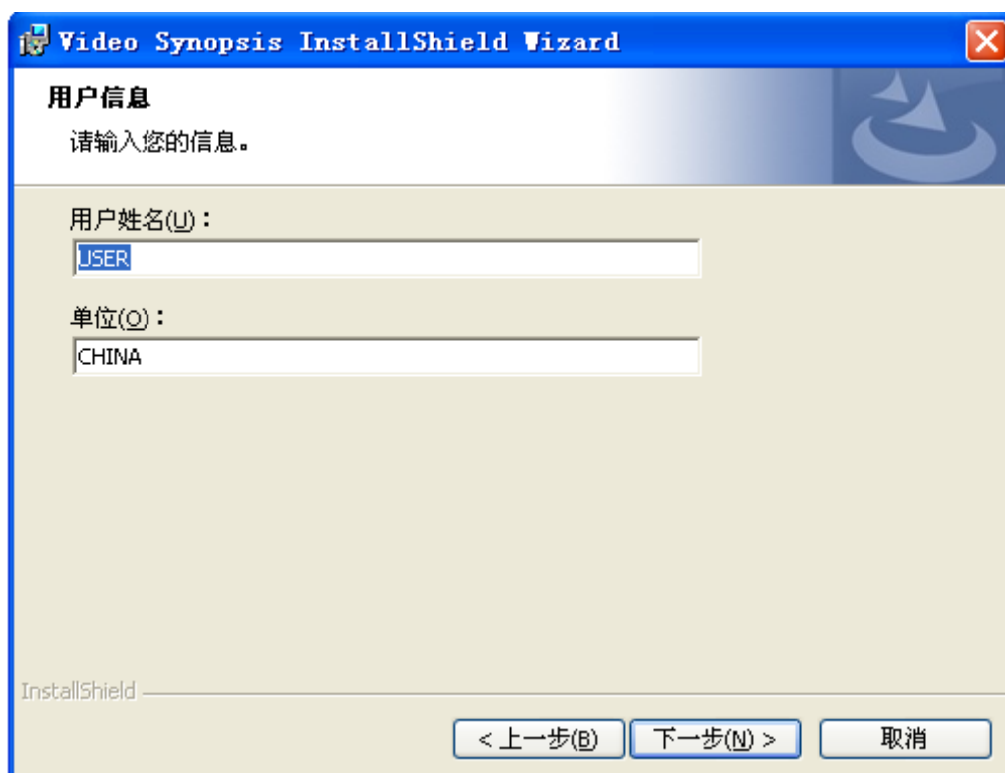 Video Synopsis InstallShield Wizard
用户信息
请输入您的信息。
用户姓名(U)：
USER
单位(O)：
CHINA
InstallShield
< 上一步(B) 下一步(N) > 取消